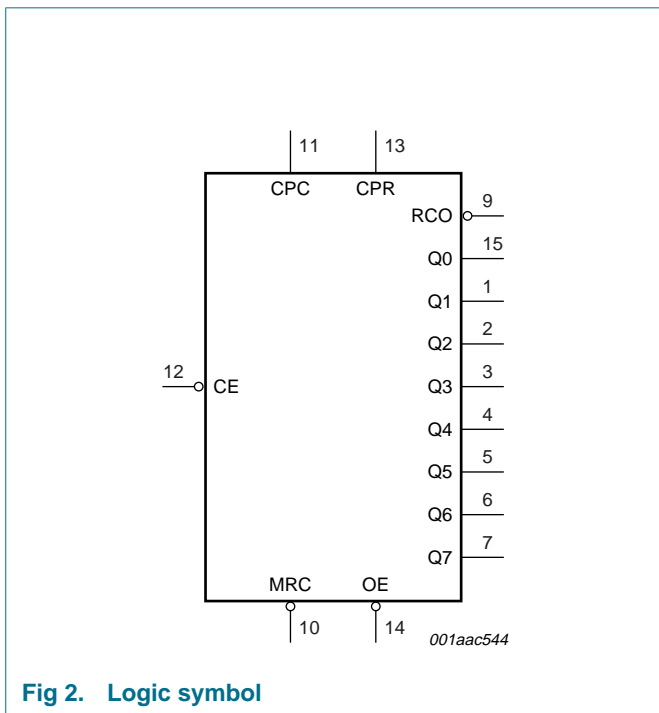 11 13
CPC CPR
RCO 9
Q0 15
Q1 1
Q2 2
12 CE Q3 3
Q4 4
Q5 5
Q6 6
Q7 7
MRC OE
10 14
001aac544
Fig 2. Logic symbol